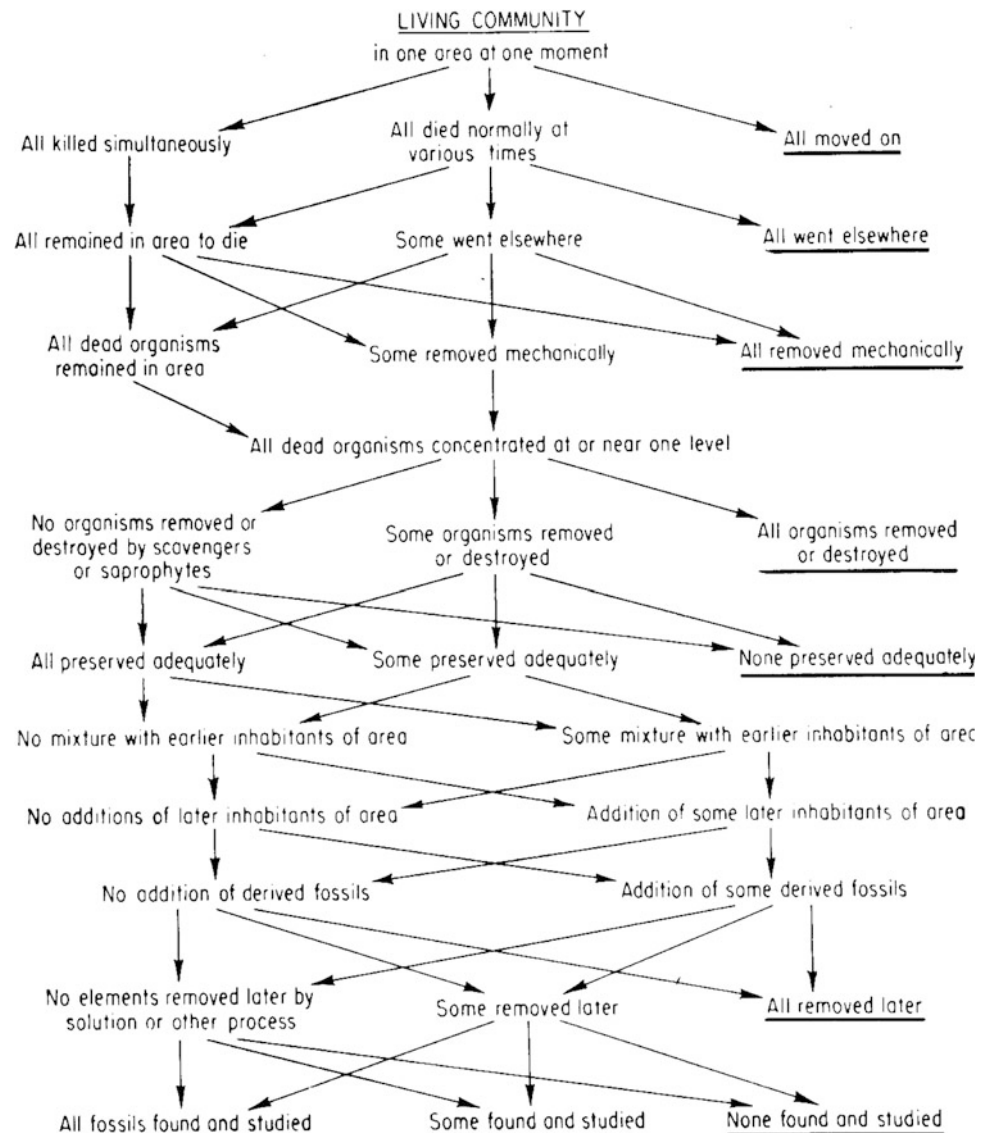 LIVING COMMUNITY
in one area at one moment
All killed simultaneously
All died normally at
various times
All moved on
All remained in area to die
Some went elsewhere
All went elsewhere
All dead organisms
remained in area
Some removed mechanically
All removed mechanically
All dead organisms concentrated at or near one level
No organisms removed or
destroyed by scavengers
or saprophytes
Some organisms removed
or destroyed
All organisms removed
or destroyed
All preserved adequately
Some preserved adequately
None preserved adequately
No mixture with earlier inhabitants of area
Some mixture with earlier inhabitants of area
No additions of later inhabitants of area
Addition of some later inhabitants of area
No addition of derived fossils
Addition of some derived fossils
No elements removed later by
solution or other process
Some removed later
All removed later
All fossils found and studied
Some found and studied
None found and studied